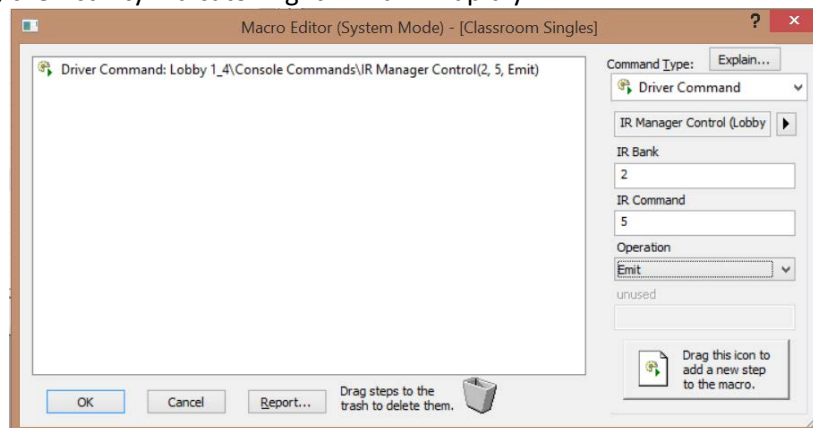 Macro Editor (System Mode) - [Classroom Singles]
?
×
Driver Command: Lobby 1_4\Console Commands\IR Manager Control(2, 5, Emit)
Command Type:
Explain...
Driver Command
IR Manager Control (Lobby
IR Bank
2
IR Command
5
Operation
Emit
unused
Drag this icon to
add a new step
to the macro.
OK
Cancel
Report...
Drag steps to the
trash to delete them.